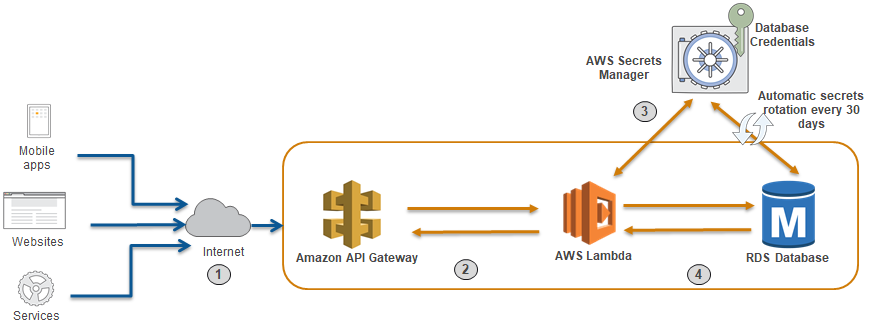 Database
Credentials
AWS Secrets
Manager
3
Automatic secrets
rotation every 30
days
Mobile
apps
Websites
Services
Internet
1
Amazon API Gateway
2
AWS Lambda
4
M
RDS Database